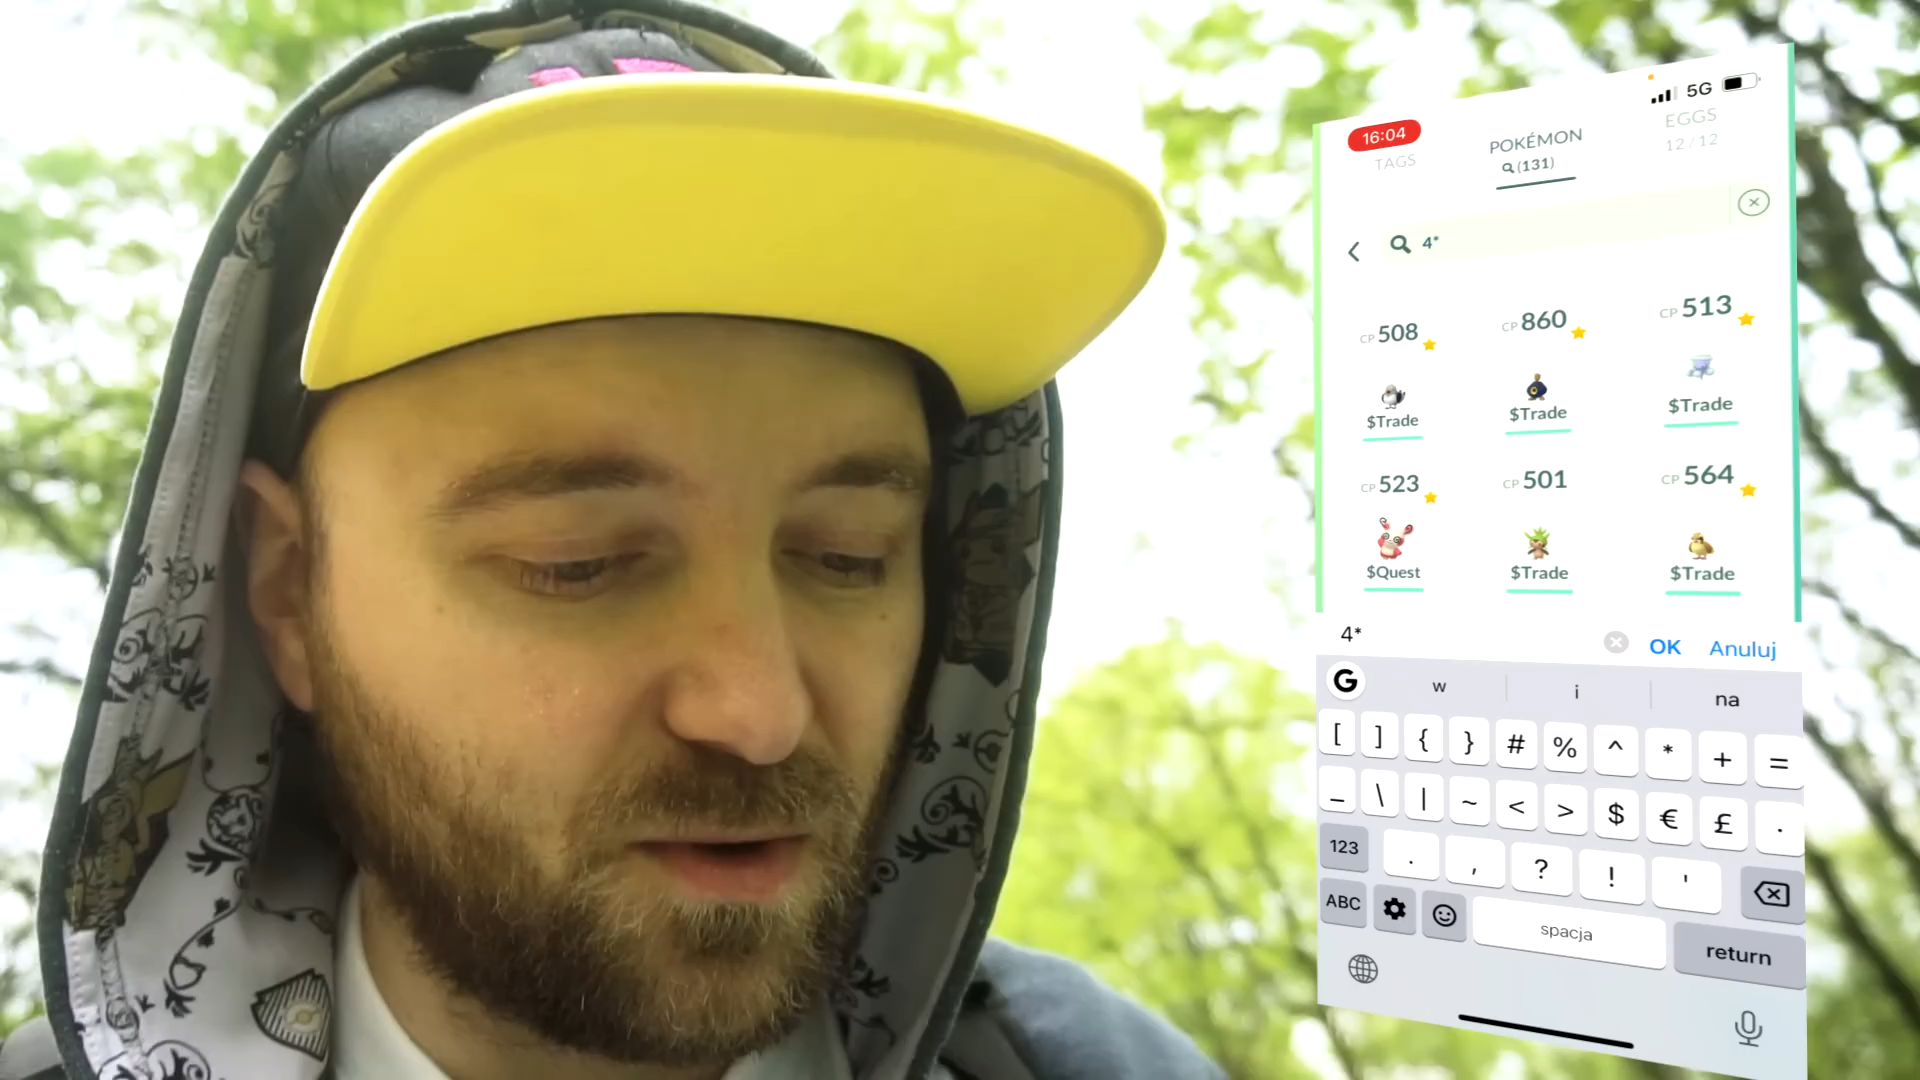 16:04
5G
TAGS
POKÉMON
(131)
EGGS
12/12
4*
CP 508
CP 860
CP 513
$Trade
$Trade
$Trade
CP 523
CP 501
CP 564
$Quest
$Trade
$Trade
4*
OK
Anuluj
G
w
i
na
[ ] { } # % ^ * + =
_ \ | ~ < > $ € £ ·
123 . , ? ! '
ABC
spacja
return